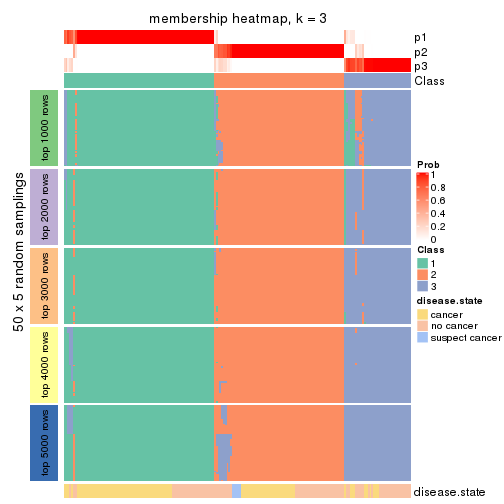 membership heatmap, k = 3
p1
p2
p3
Class
50 x 5 random samplings
top 1000 rows
top 2000 rows
top 3000 rows
top 4000 rows
top 5000 rows
Prob
1
0.8
0.6
0.4
0.2
0
Class
1
2
3
disease.state
cancer
no cancer
suspect cancer
disease.state